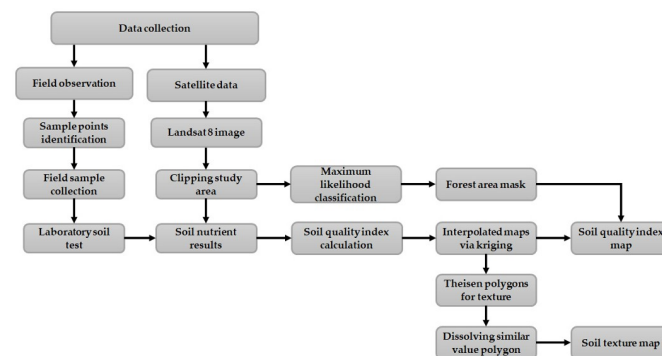 Data collection
Field observation
Satellite data
Sample points
identification
Landsat 8 image
Field sample
collection
Clipping study
area
Maximum
likelihood
classification
Forest area mask
Laboratory soil
test
Soil nutrient
results
Soil quality index
calculation
Interpolated maps
via kriging
Soil quality index
map
Theisen polygons
for texture
Dissolving similar
value polygon
Soil texture map